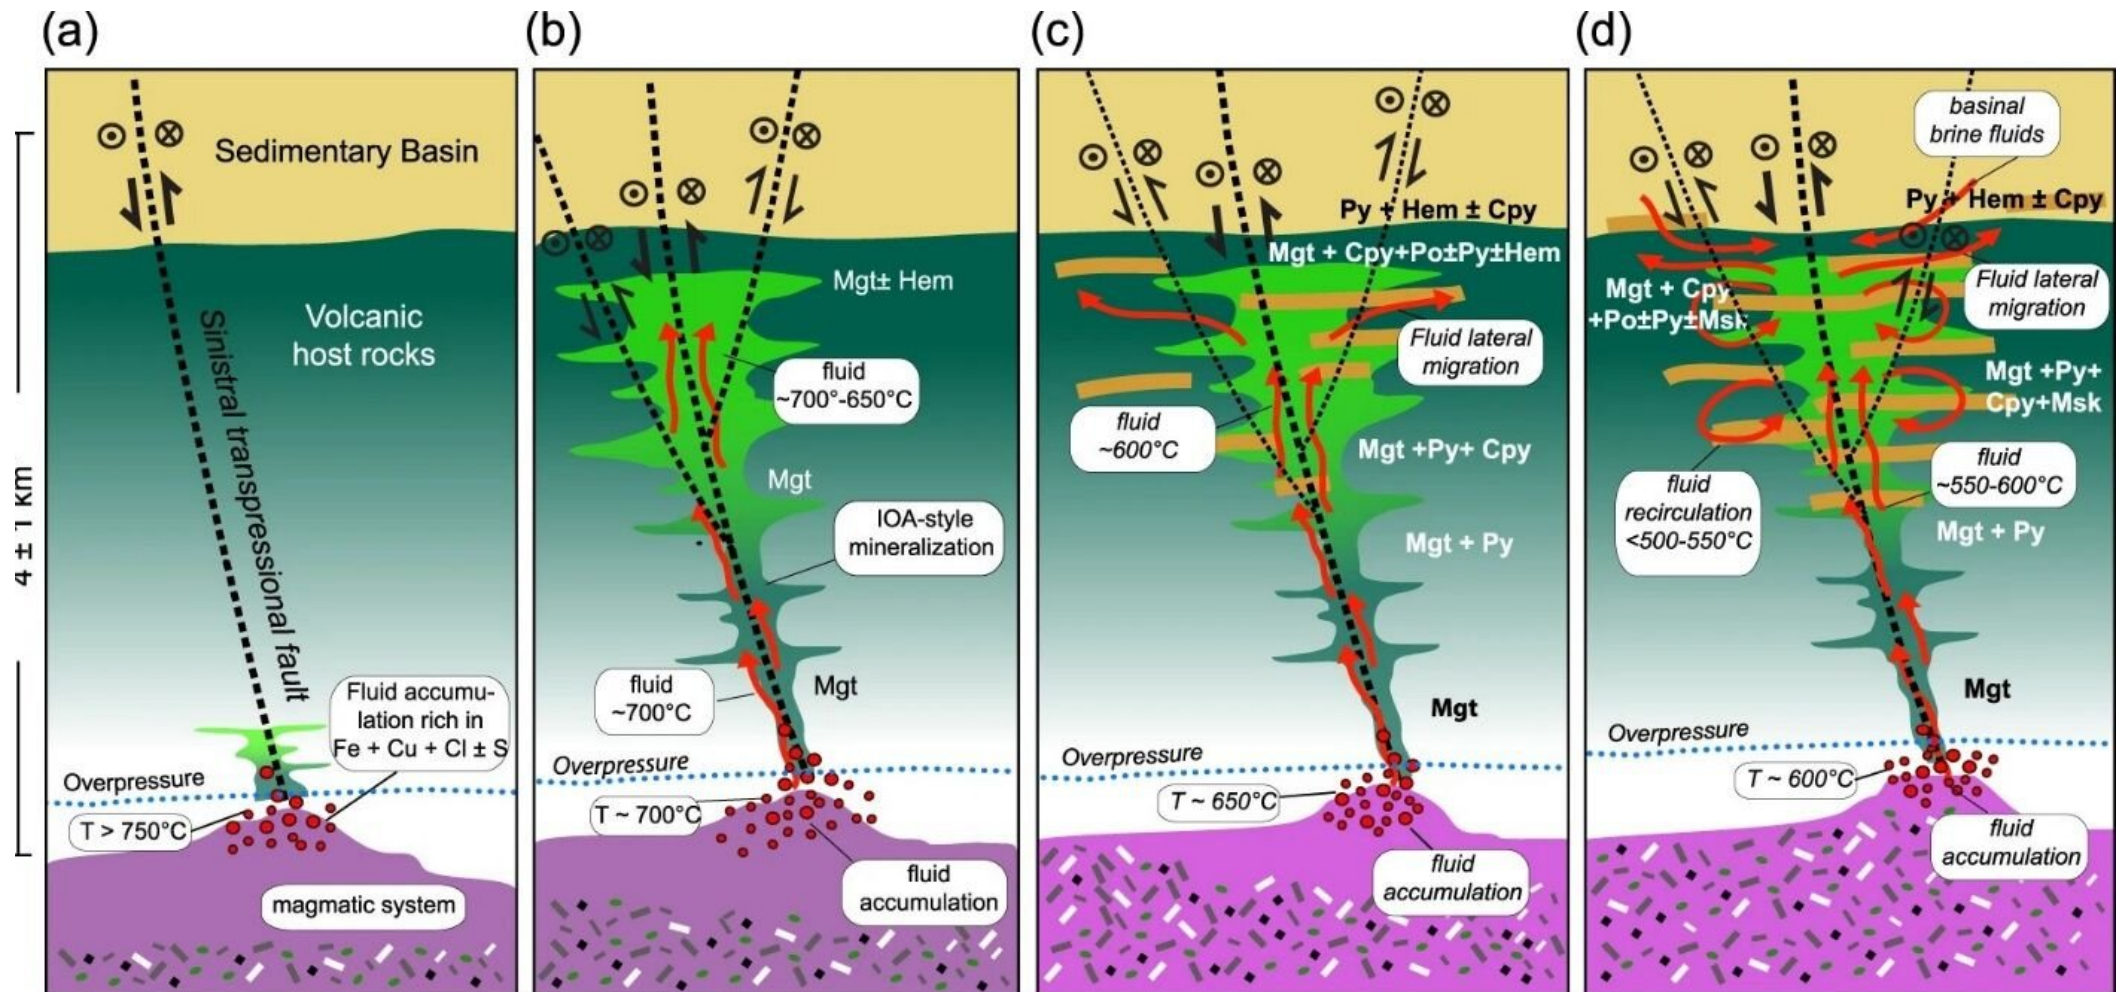 (a)
Sedimentary Basin
Volcanic
host rocks
Sinistral transpressional fault
Fluid accumu-
lation rich in
Fe + Cu + Cl ± S
Overpressure
T > 750°C
magmatic system
4 ± 1 km
(b)
Mgt± Hem
fluid
~700°-650°C
Mgt
IOA-style
mineralization
fluid
~700°C
Mgt
Overpressure
T ~ 700°C
fluid
accumulation
(c)
Py + Hem ± Cpy
Mgt + Cpy+Po±Py±Hem
Fluid lateral
migration
fluid
~600°C
Mgt +Py+ Cpy
Mgt + Py
Mgt
Overpressure
T ~ 650°C
fluid
accumulation
(d)
basinal
brine fluids
Py + Hem ± Cpy
Mgt + Cpy
+Po±Py±Msk
Fluid lateral
migration
Mgt +Py+
Cpy+Msk
fluid
~550-600°C
fluid
recirculation
<500-550°C
Mgt + Py
Mgt
Overpressure
T ~ 600°C
fluid
accumulation